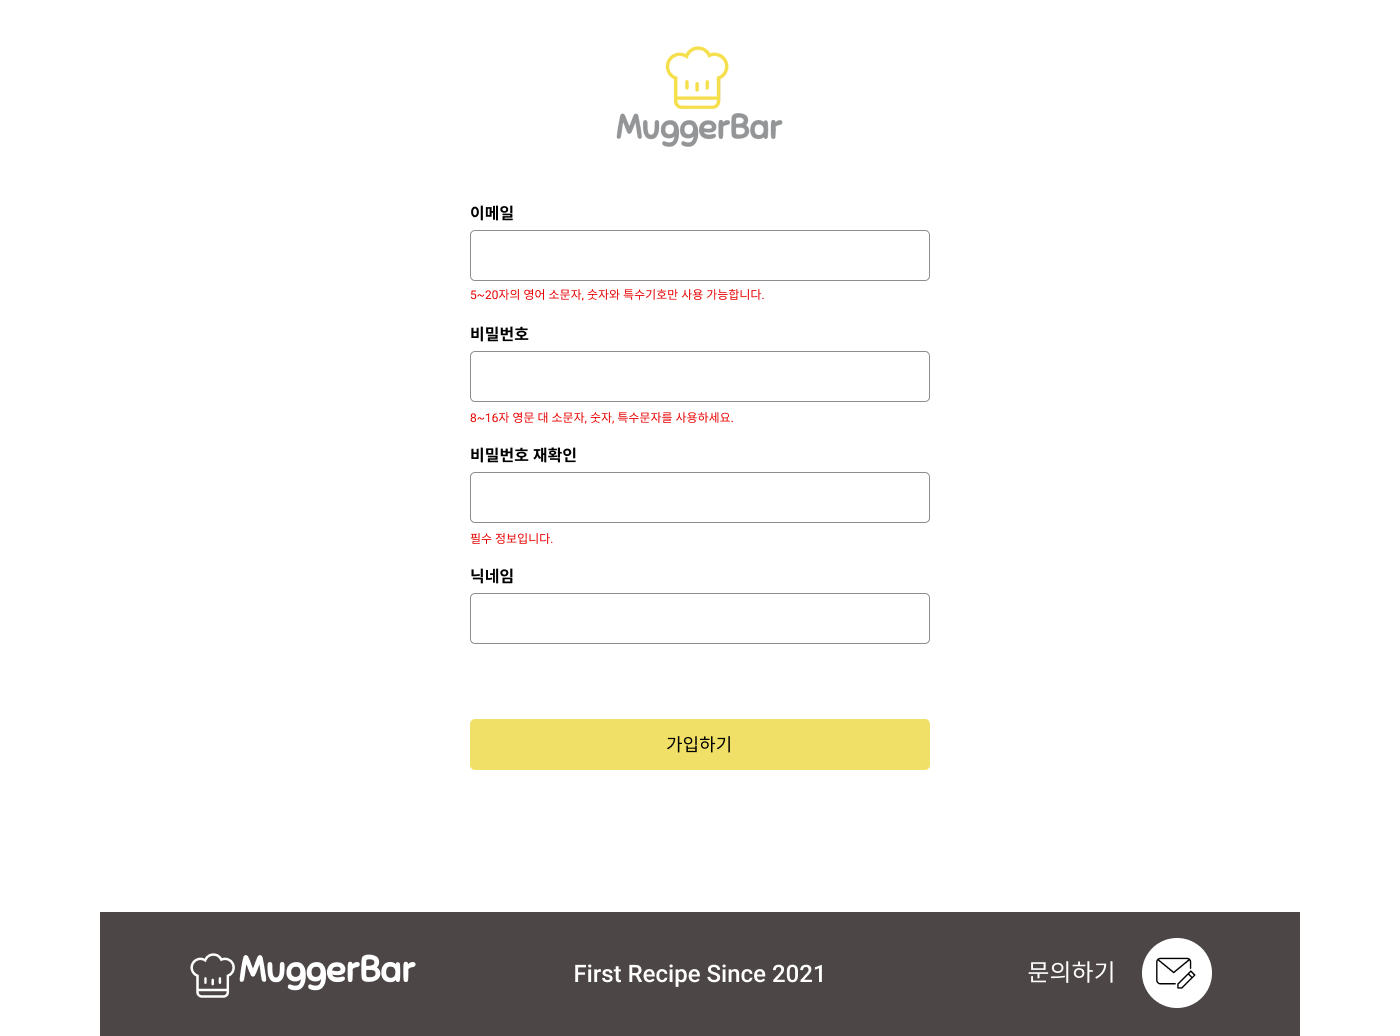 MuggerBar
이메일
5~20자의 영어 소문자, 숫자와 특수기호만 사용 가능합니다.
비밀번호
8~16자 영문 대 소문자, 숫자, 특수문자를 사용하세요.
비밀번호 재확인
필수 정보입니다.
닉네임
가입하기
MuggerBar
First Recipe Since 2021
문의하기